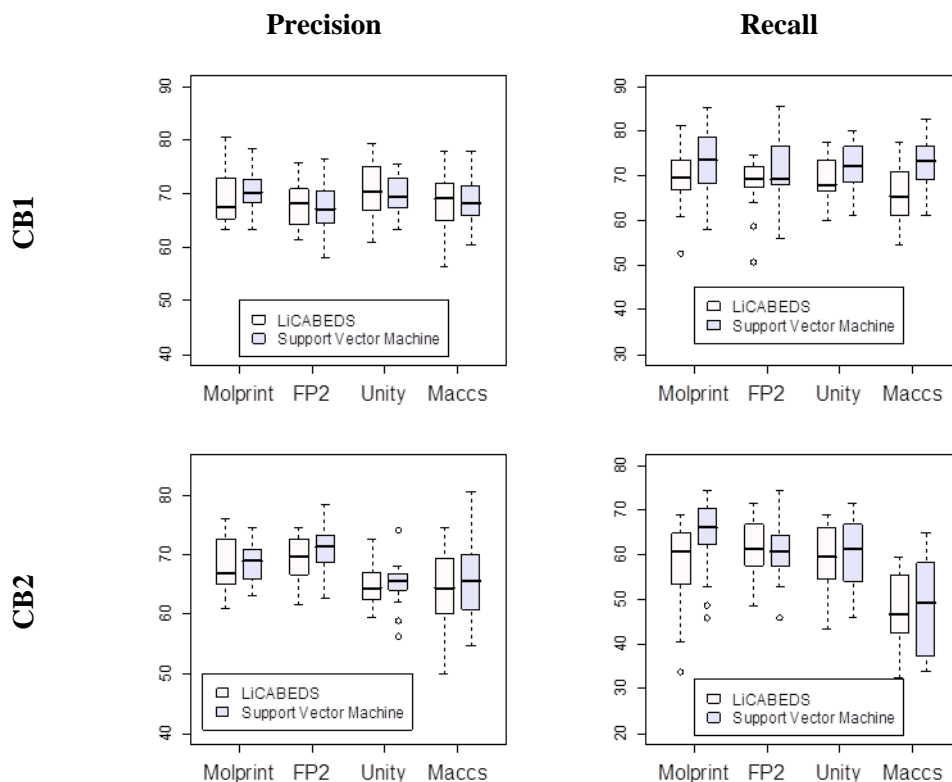 Precision
Recall
CB1
90
80
70
60
50
40
LiCABEDS
Support Vector Machine
Molprint FP2 Unity Maccs
90
80
70
60
50
40
30
LiCABEDS
Support Vector Machine
Molprint FP2 Unity Maccs
CB2
80
70
60
50
40
LiCABEDS
Support Vector Machine
Molprint FP2 Unity Maccs
80
70
60
50
40
30
20
LiCABEDS
Support Vector Machine
Molprint FP2 Unity Maccs